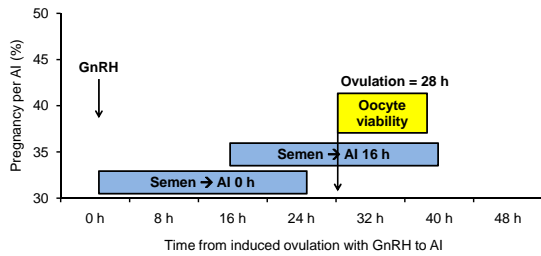 50
45
40
35
30
Pregnancy per AI (%)
GnRH
Ovulation = 28 h
Oocyte
viability
Semen → AI 16 h
Semen → AI 0 h
0 h 8 h 16 h 24 h 32 h 40 h 48 h
Time from induced ovulation with GnRH to AI